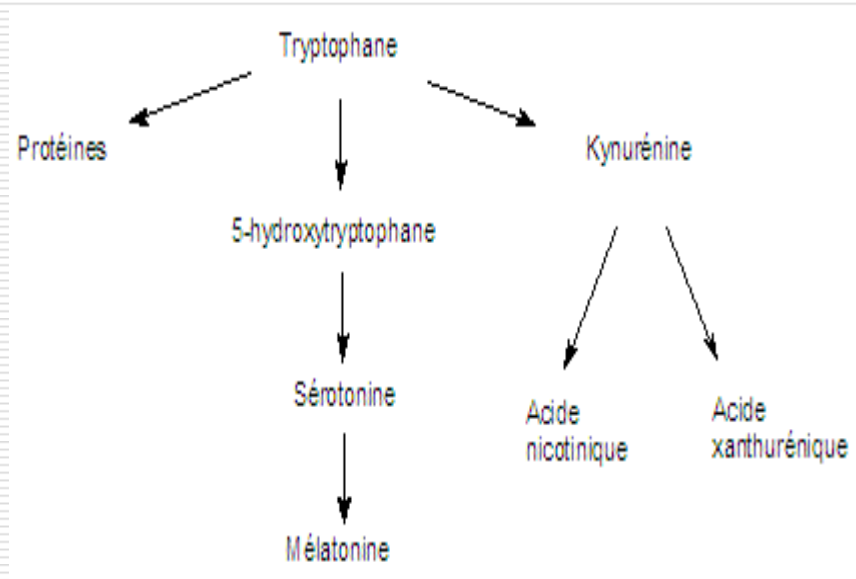 Tryptophane
Protéines
Kynurénine
5-hydroxytryptophane
Sérotonine
Acide
nicotinique
Acide
xanthurénique
Mélatonine